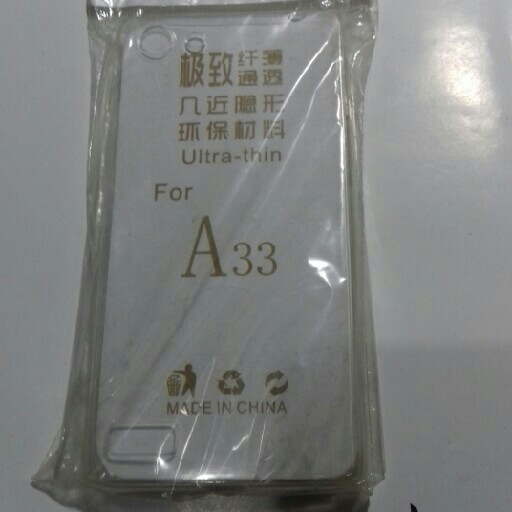 极致纤薄通透
几近隐形
环保材料
Ultra-thin
For
A33
MADE IN CHINA